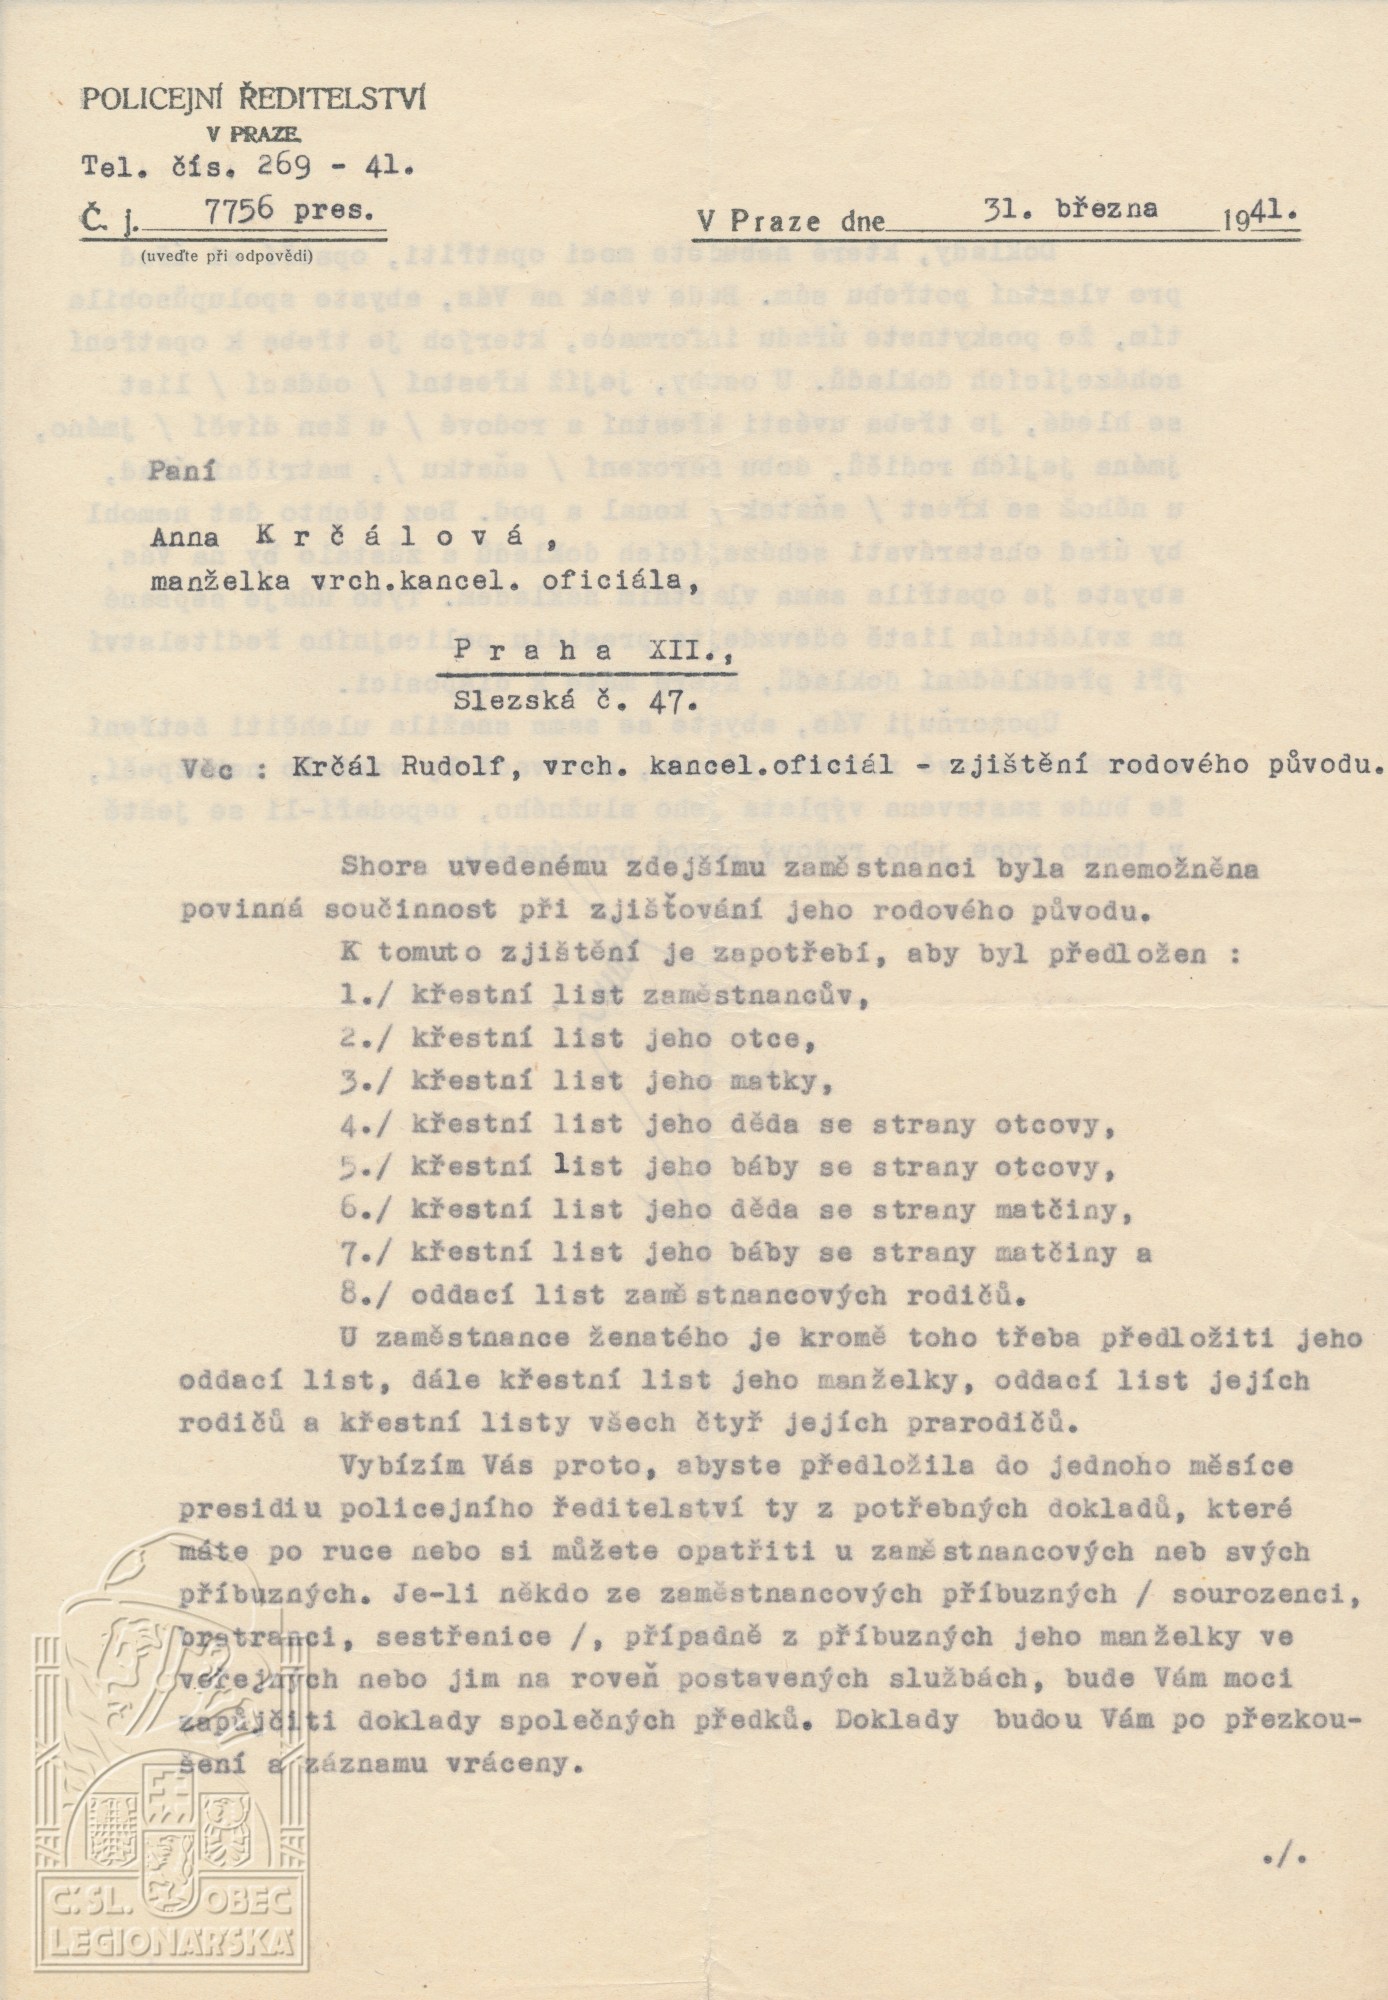 POLICEJNÍ ŘEDITELSTVÍ
V PRAZE.
Tel. čís. 269 - 41.
Č. j. 7756 pres.
(uveďte při odpovědi)
V Praze dne 31. března 1941.
Paní
Anna K r č á l o v á ,
manželka vrch.kancel. oficiála,
P r a h a XII.,
Slezská č. 47.
Věc : Krčál Rudolf, vrch. kancel.oficiál - zjištění rodového původu.
Shora uvedenému zdejšímu zaměstnanci byla znemožněna
povinná součinnost při zjišťování jeho rodového původu.
K tomuto zjištění je zapotřebí, aby byl předložen :
1./ křestní list zaměstnancův,
2./ křestní list jeho otce,
3./ křestní list jeho matky,
4./ křestní list jeho děda se strany otcovy,
5./ křestní list jeho báby se strany otcovy,
6./ křestní list jeho děda se strany matčiny,
7./ křestní list jeho báby se strany matčiny a
8./ oddací list zaměstnancových rodičů.
U zaměstnance ženatého je kromě toho třeba předložiti jeho
oddací list, dále křestní list jeho manželky, oddací list jejích
rodičů a křestní listy všech čtyř jejích prarodičů.
Vybízím Vás proto, abyste předložila do jednoho měsíce
presidiu policejního ředitelství ty z potřebných dokladů, které
máte po ruce nebo si můžete opatřiti u zaměstnancových neb svých
příbuzných. Je-li někdo ze zaměstnancových příbuzných / sourozenci,
bratranci, sestřenice /, případně z příbuzných jeho manželky ve
veřejných nebo jim na roveň postavených službách, bude Vám moci
zapůjčiti doklady společných předků. Doklady budou Vám po přezkou-
šení a záznamu vráceny.
./.
Č.SL. OBEC
LEGIONÁŘSKÁ